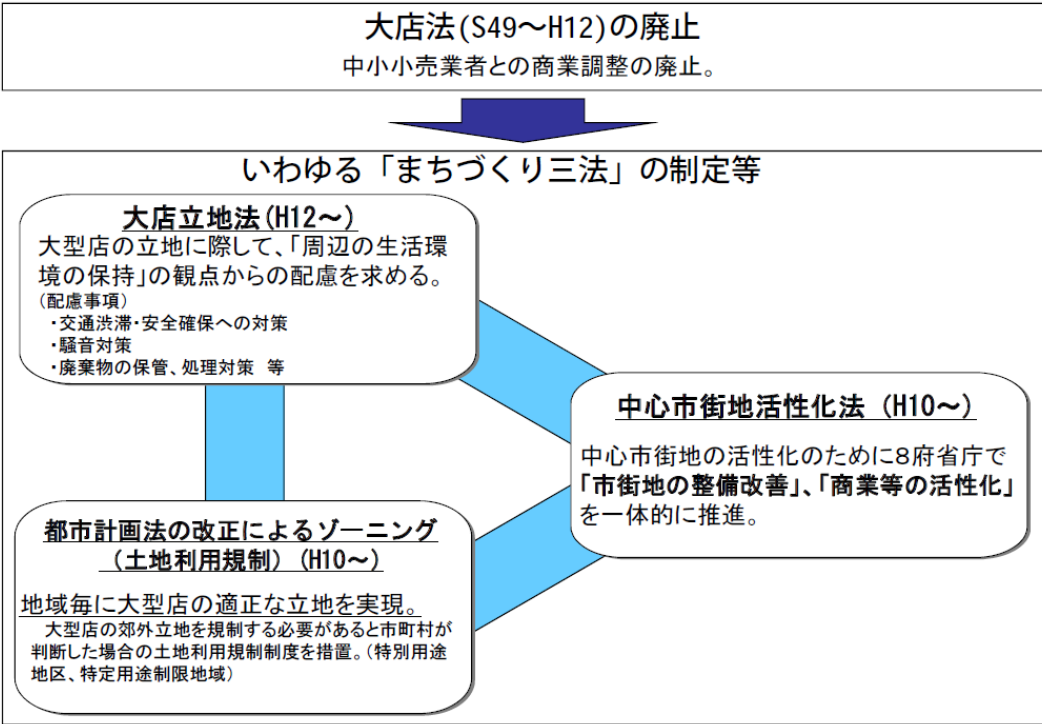 大店法(S49～H12)の廃止
中小小売業者との商業調整の廃止。
いわゆる「まちづくり三法」の制定等
大店立地法(H12～)
大型店の立地に際して、「周辺の生活環
境の保持」の観点からの配慮を求める。
(配慮事項)
・交通渋滞・安全確保への対策
・騒音対策
・廃棄物の保管、処理対策 等
中心市街地活性化法 (H10～)
中心市街地の活性化のために8府省庁で
「市街地の整備改善」、「商業等の活性化」
を一体的に推進。
都市計画法の改正によるゾーニング
(土地利用規制) (H10～)
地域毎に大型店の適正な立地を実現。
大型店の郊外立地を規制する必要があると市町村が
判断した場合の土地利用規制制度を措置。(特別用途
地区、特定用途制限地域)